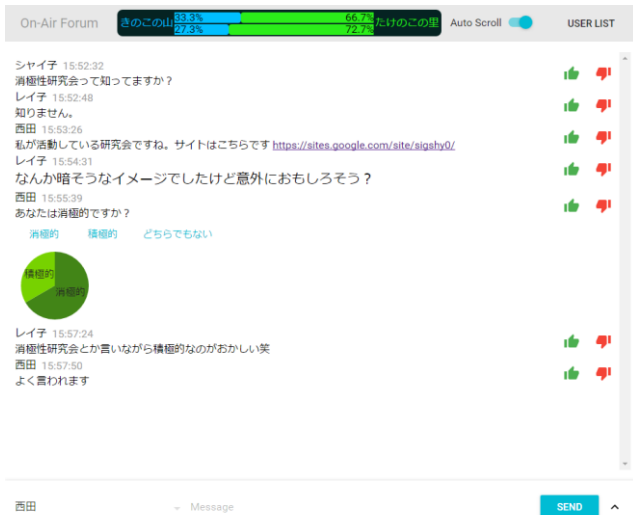 On-Air Forum
きのこの山 33.3% 66.7% たけのこの里
27.3% 72.7%
Auto Scroll
USER LIST
シャイ子 15:52:32
消極性研究会って知ってますか？
レイ子 15:52:48
知りません。
西田 15:53:26
私が活動している研究会ですね。サイトはこちらです https://sites.google.com/site/sigshy0/
レイ子 15:54:31
なんか暗そうなイメージでしたけど意外におもしろそう？
西田 15:55:39
あなたは消極的ですか？
消極的 積極的 どちらでもない
積極的
消極的
レイ子 15:57:24
消極性研究会とか言いながら積極的なのがおかしい笑
西田 15:57:50
よく言われます
西田 Message SEND